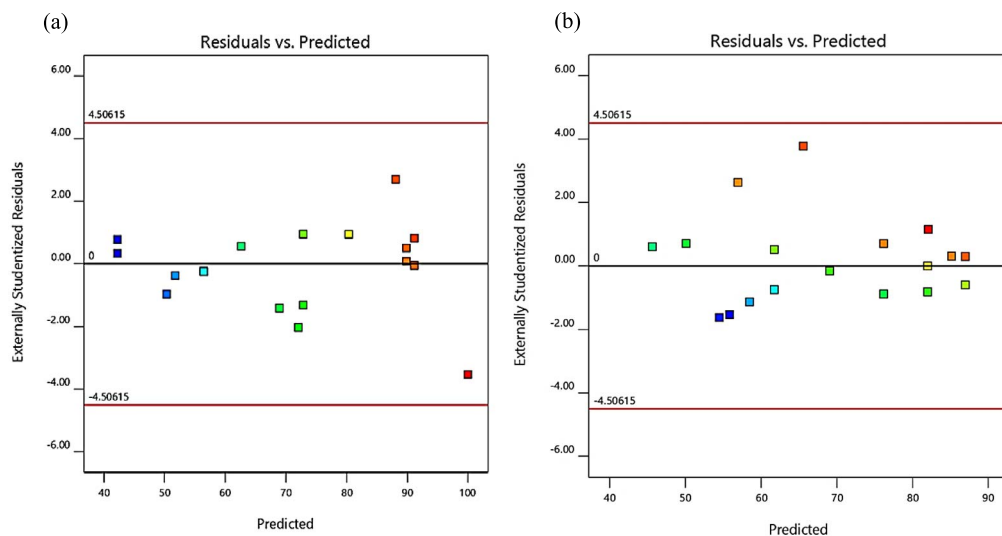 (a)
Residuals vs. Predicted
6.00
4.50615
4.00
2.00
0
0.00
-2.00
-4.00
-4.50615
-6.00
40 50 60 70 80 90 100
Externally Studentized Residuals
Predicted
(b)
Residuals vs. Predicted
6.00
4.50615
4.00
2.00
0
0.00
-2.00
-4.00
-4.50615
-6.00
40 50 60 70 80 90
Externally Studentized Residuals
Predicted